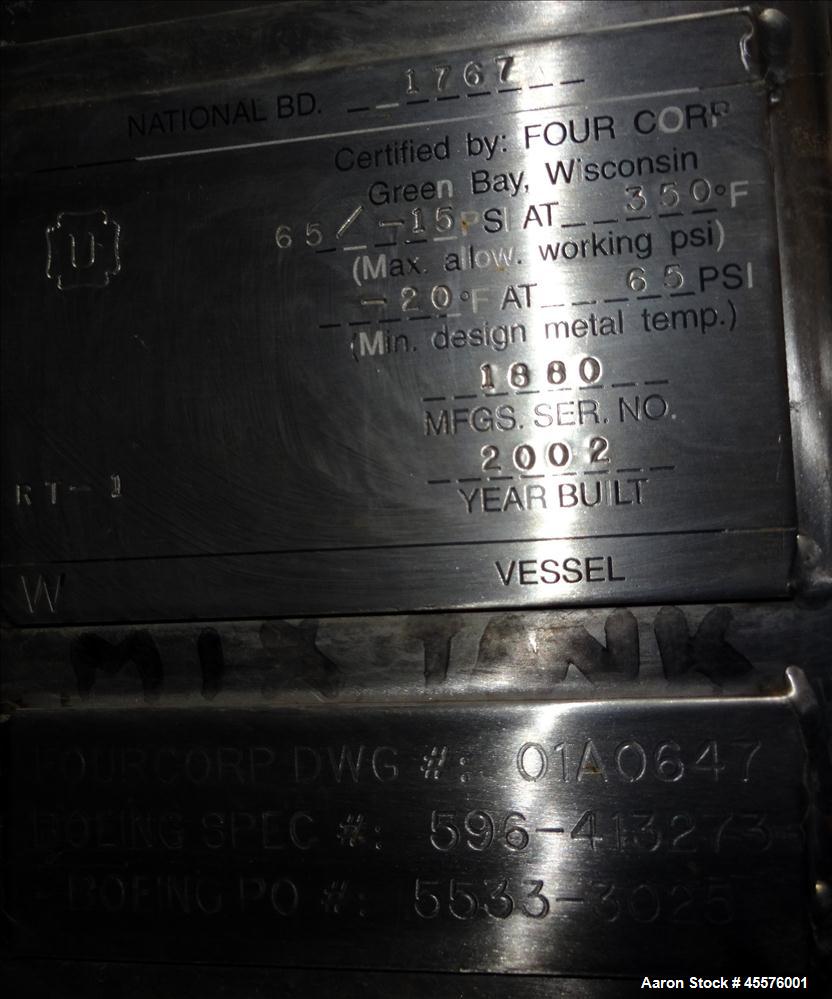 NATIONAL BD. 1767
Certified by: FOUR CORP
Green Bay, Wisconsin
U
65/-15 PSI AT 350°F
(Max. allow. working psi)
-20°F AT 65 PSI
(Min. design metal temp.)
1880
MFGS. SER. NO.
2002
RT-1
YEAR BUILT
W
VESSEL
MIX TANK
FOURCORP DWG #: 01A0647
BOEING SPEC #: 596-413273-
BOEING PO #: 5533-3025
Aaron Stock # 45576001